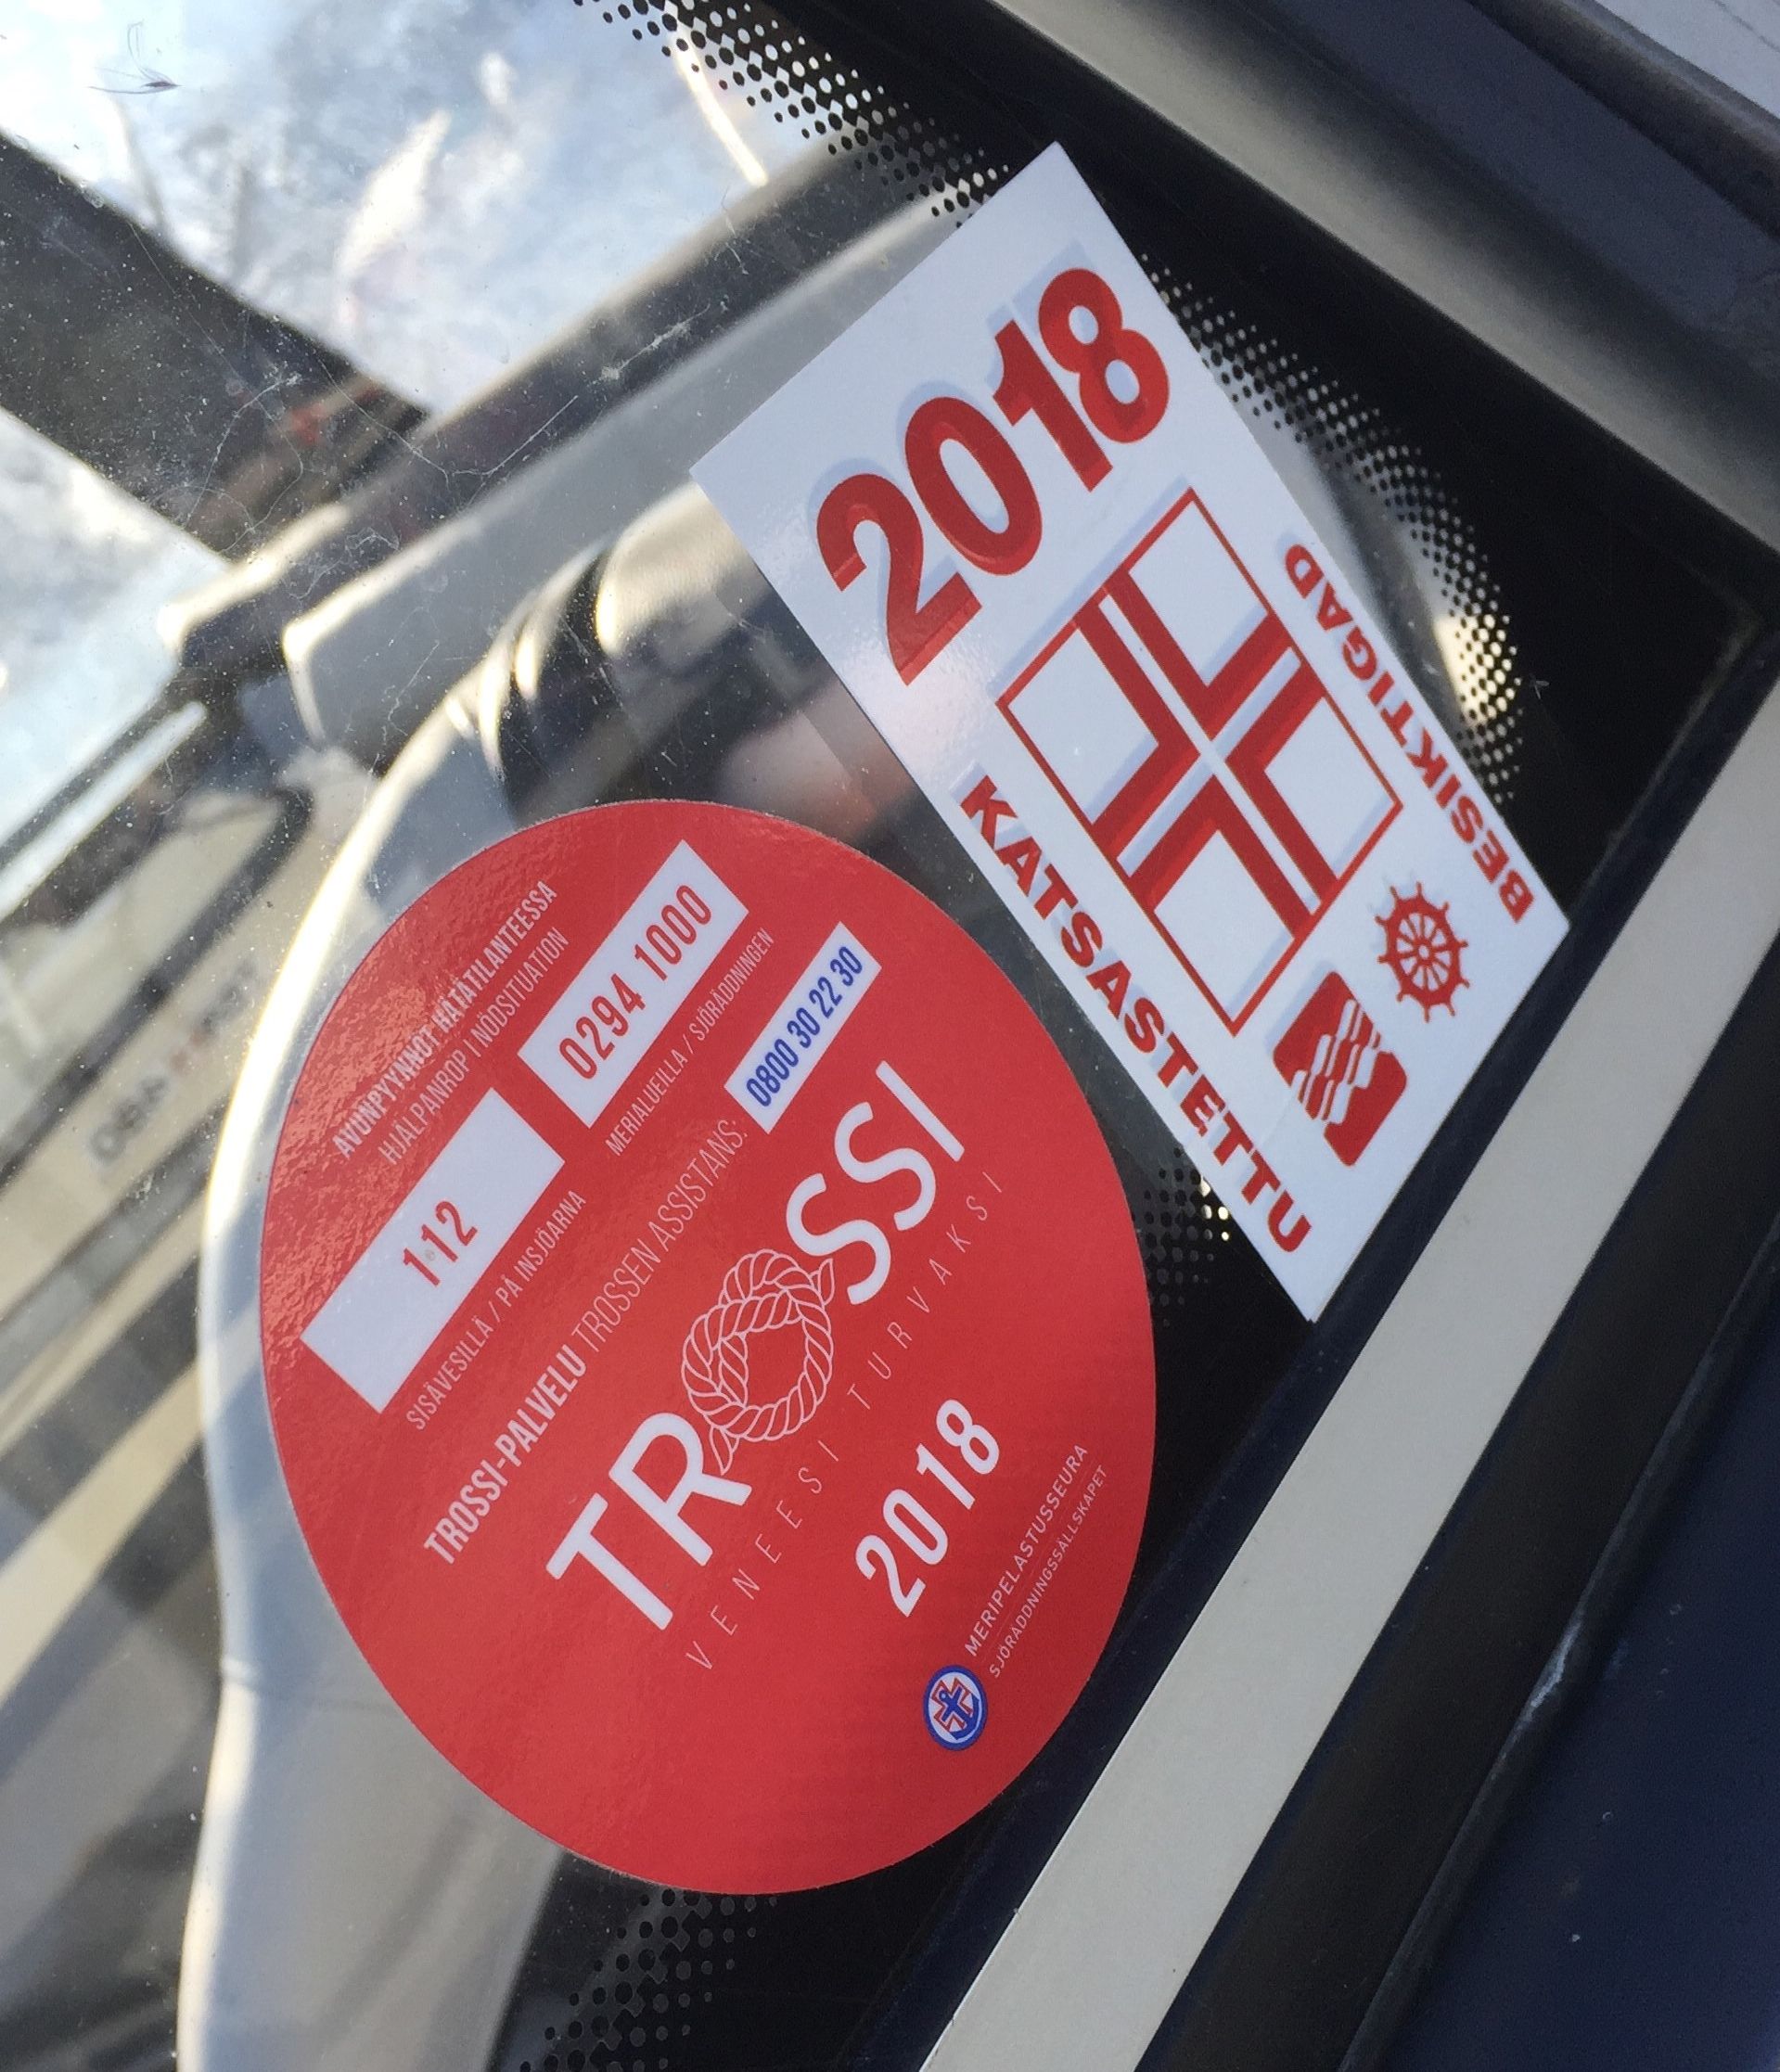 2018
KATSASTETTU
BESIKTIGAD
AVUNPYYNNÖT HÄTÄTILANTEESSA
HJÄLPANROP | NÖDSITUATION
112
0294 1000
SISÄVESILLÄ / PÅ INSJÖARNA
MERIALUEILLA / SJÖRÄDDNINGEN
TROSSI-PALVELU TROSSEN ASSISTANS:
0800 30 22 30
TROSSI
VENEESI TURVAKSI
2018
MERIPELASTUSSEURA
SJÖRÄDDNINGSSÄLLSKAPET